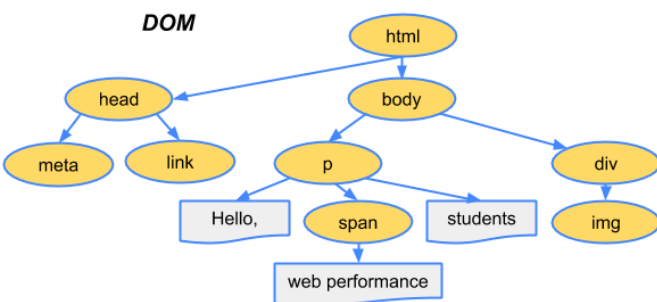 DOM
html
head
body
meta
link
p
div
Hello,
span
students
img
web performance